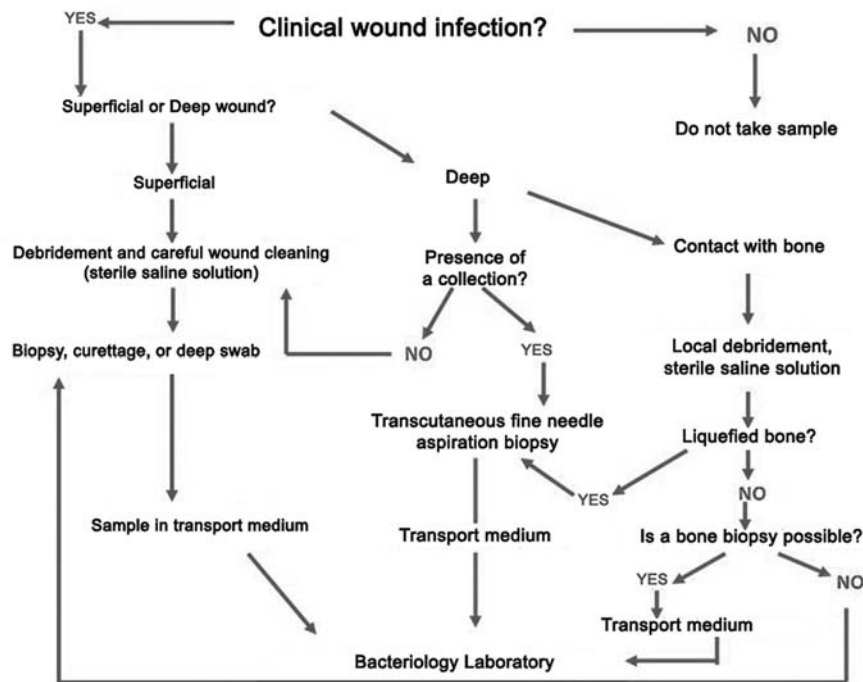 Clinical wound infection?
YES
NO
Superficial or Deep wound?
Do not take sample
Superficial
Deep
Debridement and careful wound cleaning
(sterile saline solution)
Presence of
a collection?
Contact with bone
Biopsy, curettage, or deep swab
NO
YES
Local debridement,
sterile saline solution
Transcutaneous fine needle
aspiration biopsy
Liquefied bone?
YES
NO
Sample in transport medium
Transport medium
Is a bone biopsy possible?
YES
NO
Transport medium
Bacteriology Laboratory